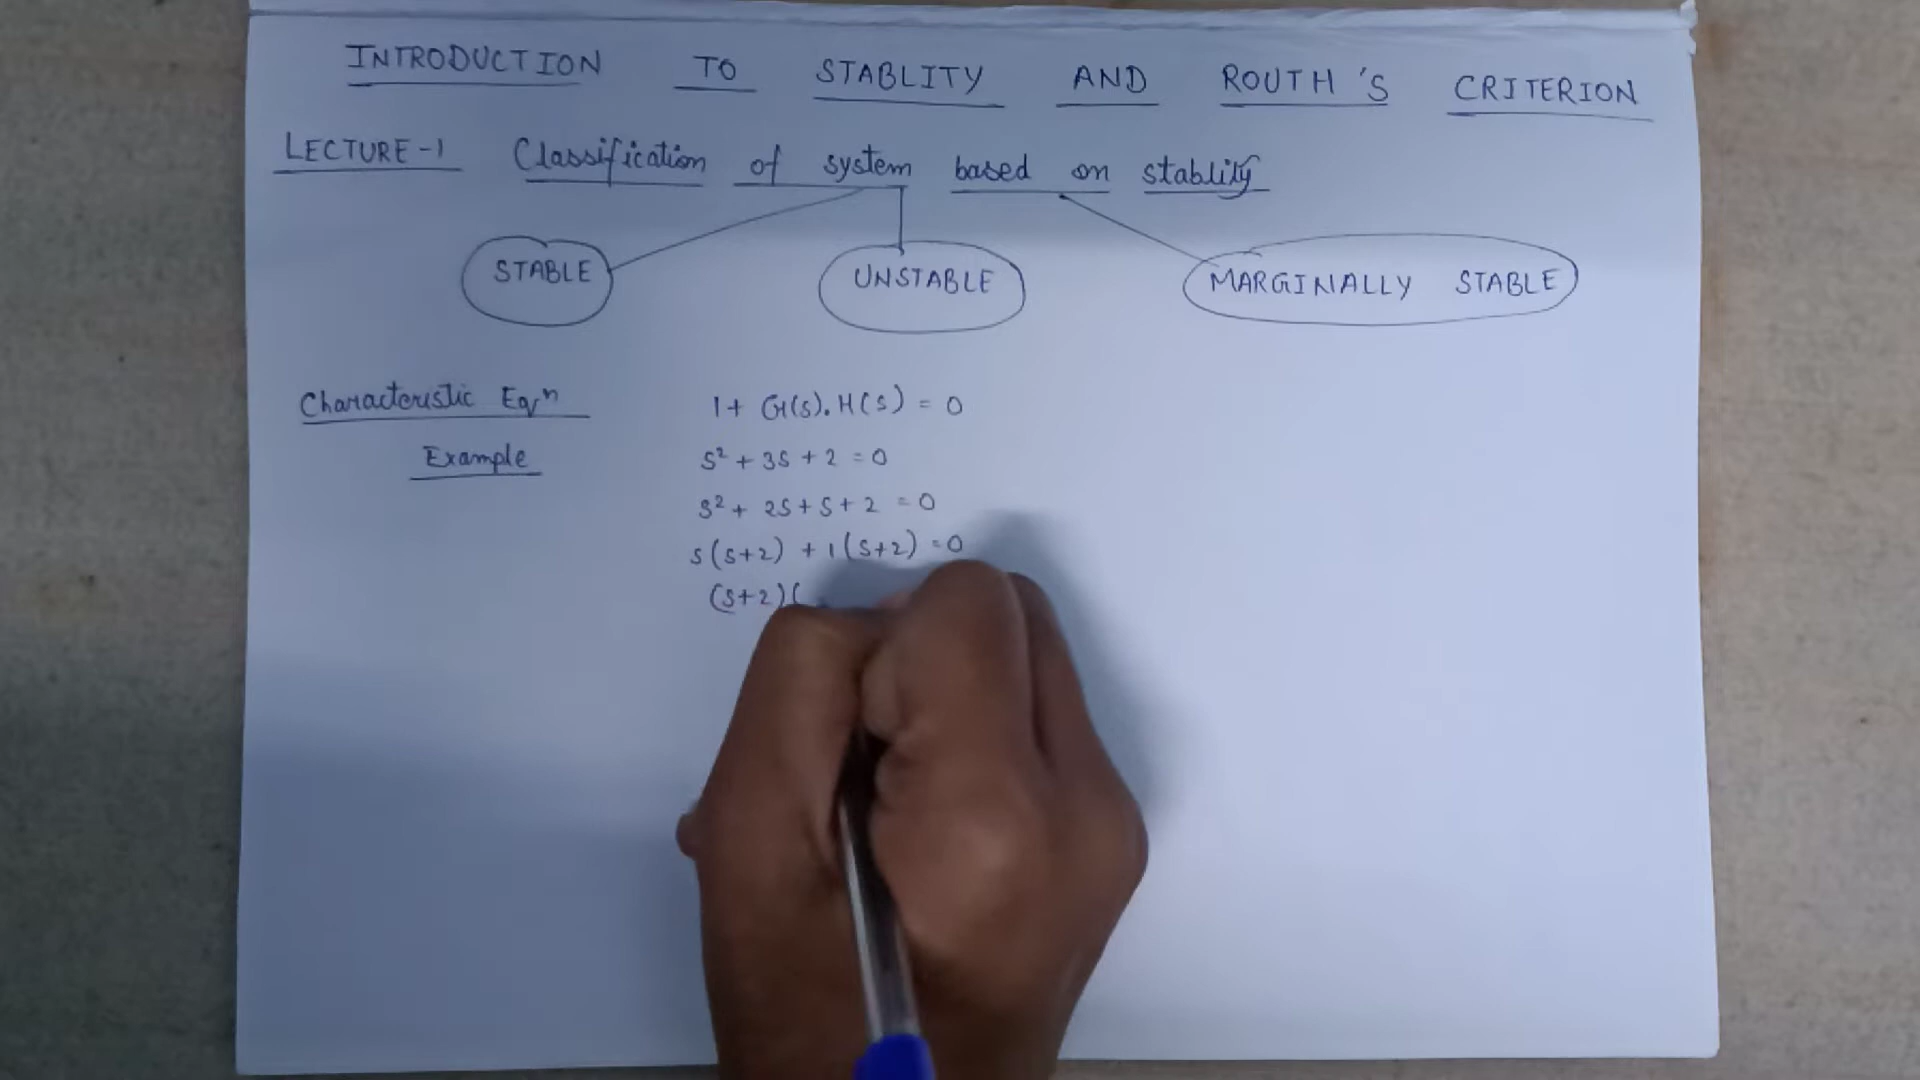 INTRODUCTION TO STABLITY AND ROUTH'S CRITERION
LECTURE-1 Classification of system based on stablity
STABLE UNSTABLE MARGINALLY STABLE
Characteristic Eqⁿ 1+ G(s).H(s) = 0
Example s² + 3s + 2 = 0
s² + 2s + s + 2 = 0
s(s+2) + 1(s+2) = 0
(s+2)(